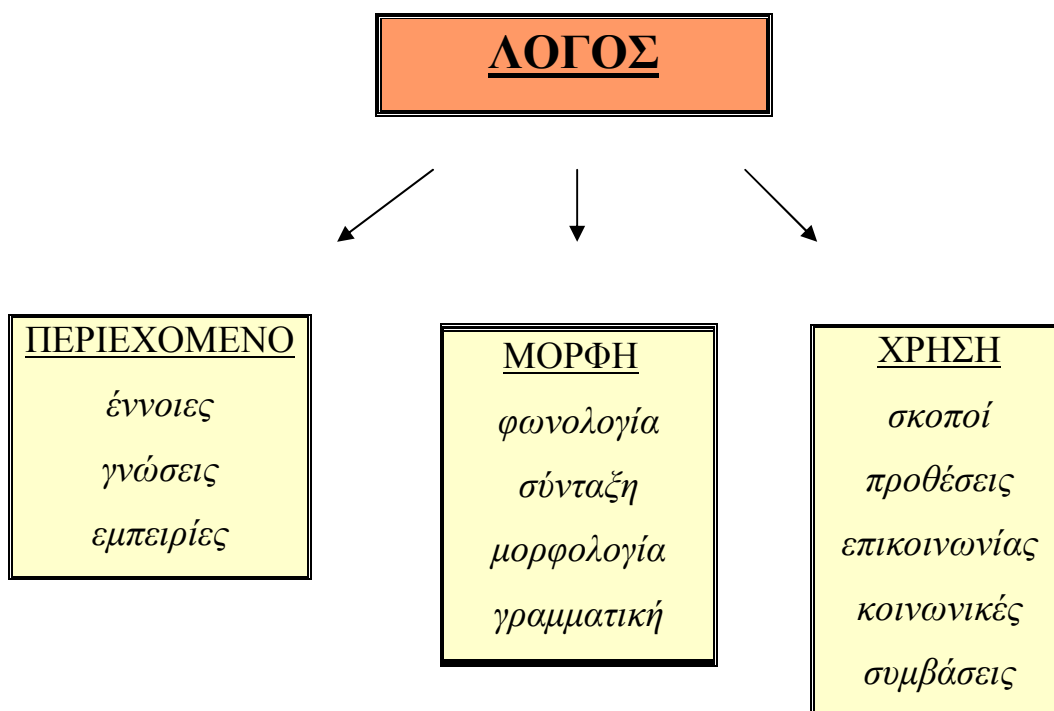 ΛΟΓΟΣ
ΠΕΡΙΕΧΟΜΕΝΟ
έννοιες
γνώσεις
εμπειρίες
ΜΟΡΦΗ
φωνολογία
σύνταξη
μορφολογία
γραμματική
ΧΡΗΣΗ
σκοποί
προθέσεις
επικοινωνίας
κοινωνικές
συμβάσεις